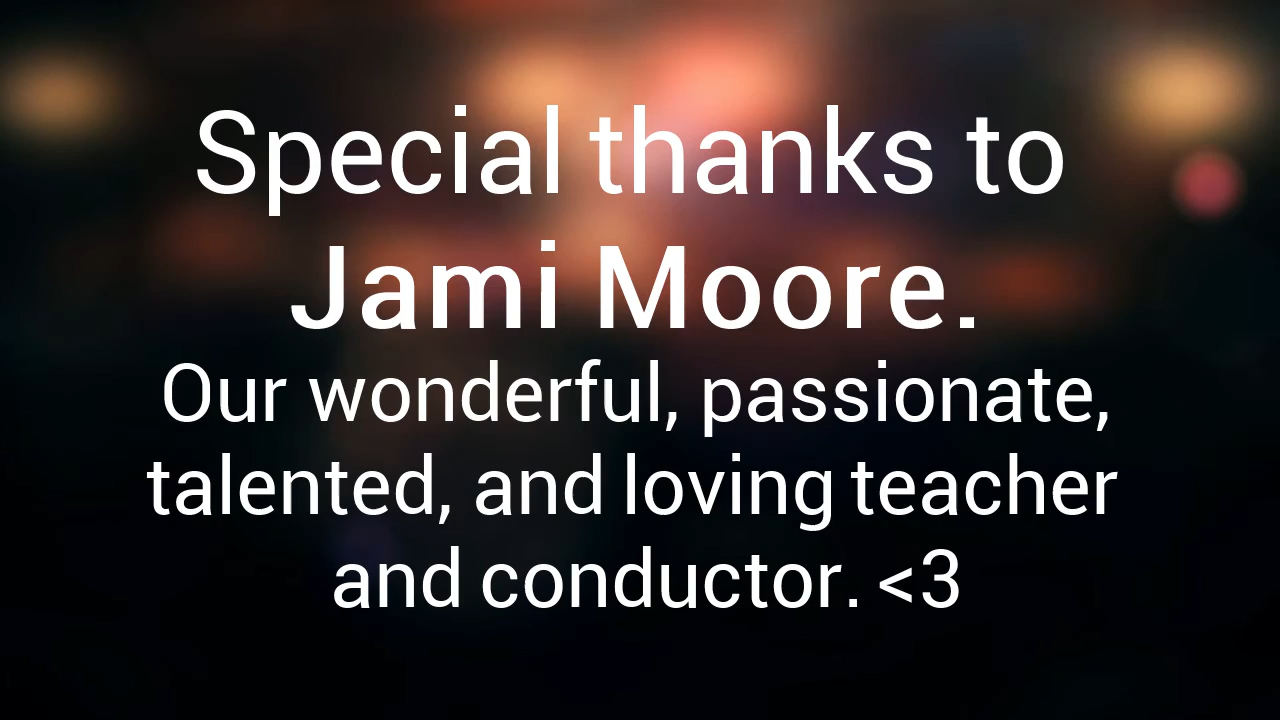 Special thanks to
Jami Moore.
Our wonderful, passionate,
talented, and loving teacher
and conductor. <3